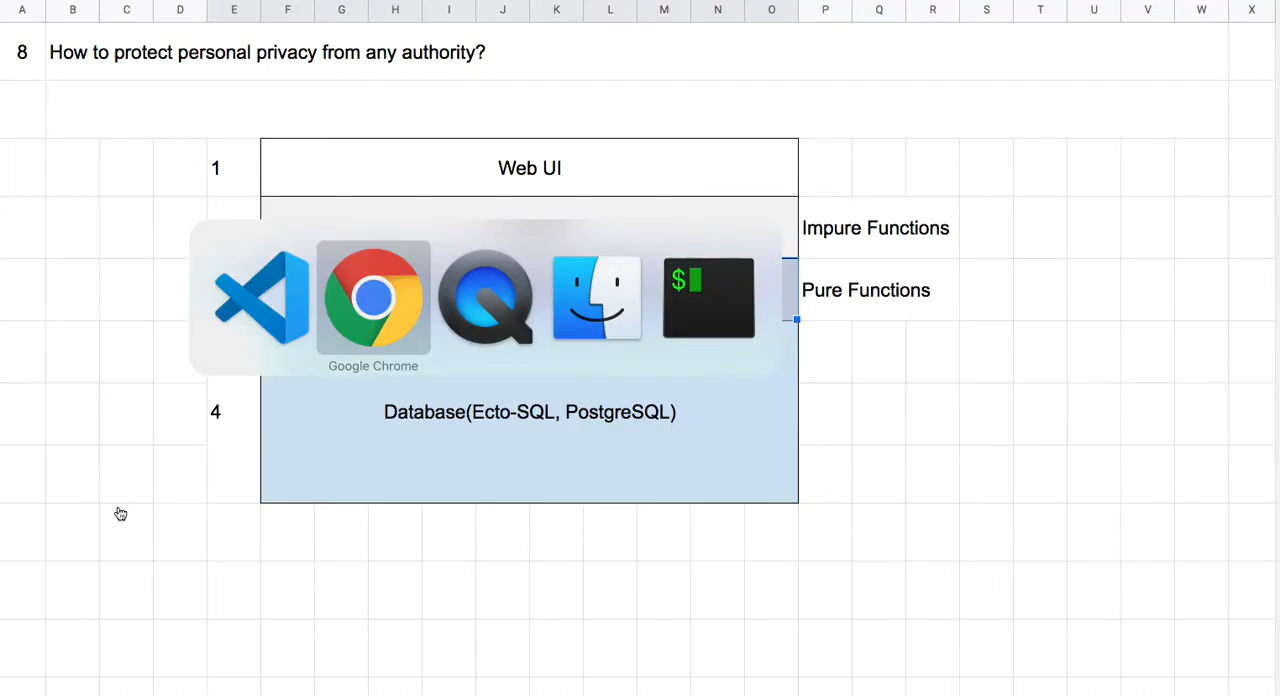 A B C D E F G H I J K L M N O P Q R S T U V W X
8 How to protect personal privacy from any authority?
1 Web UI
Impure Functions
$
Pure Functions
Google Chrome
4 Database(Ecto-SQL, PostgreSQL)